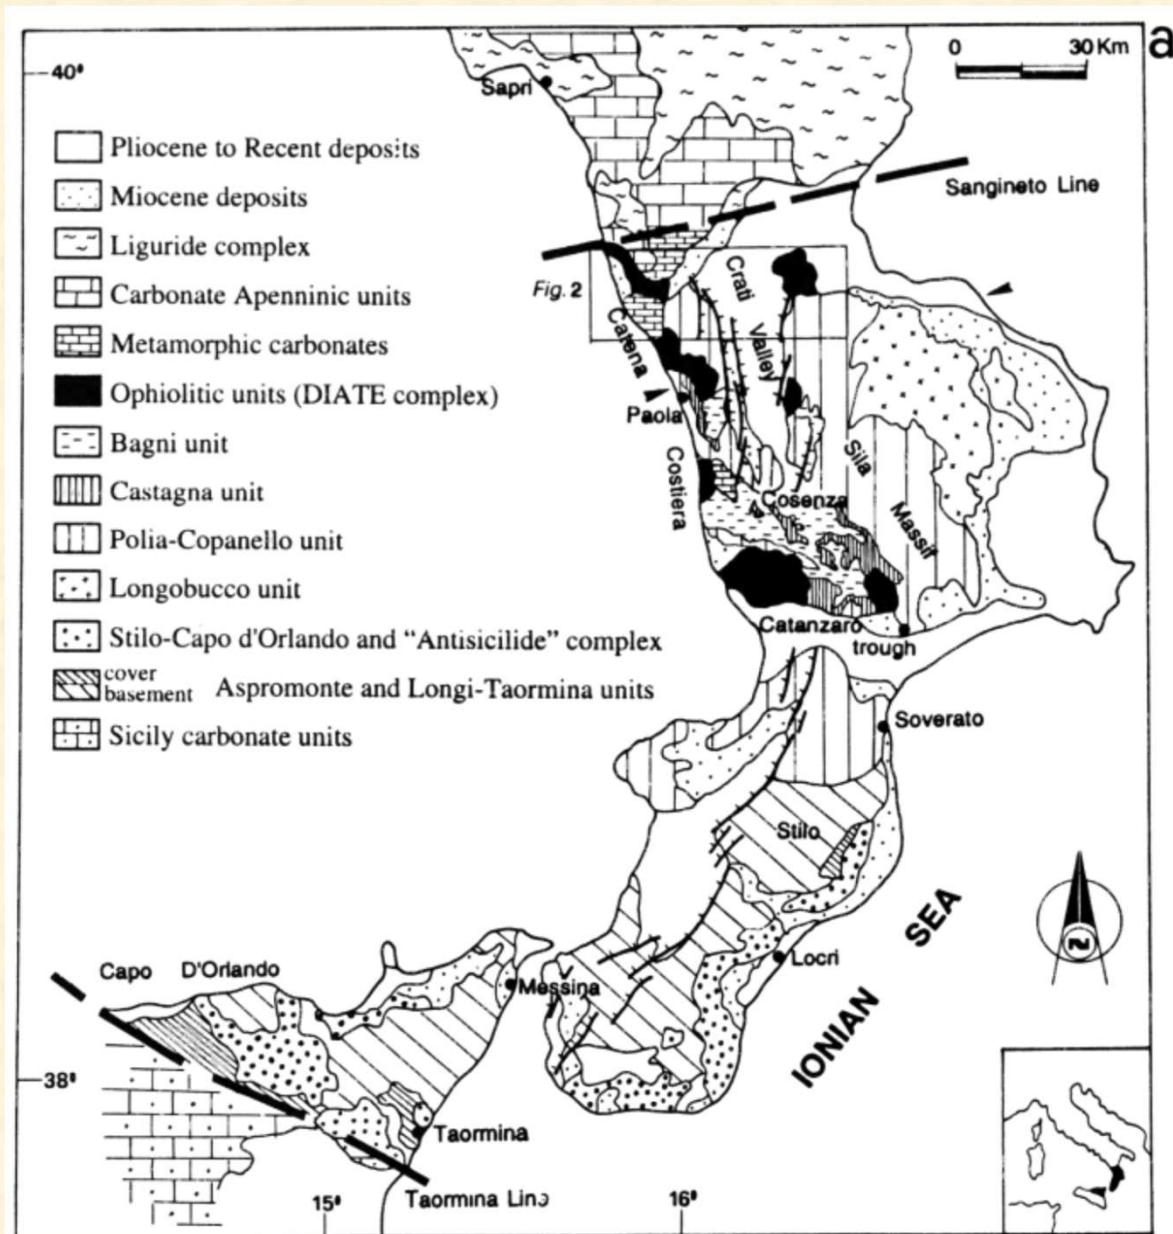 a
0 30 Km
40°
Sapri
Pliocene to Recent deposits
Miocene deposits
Liguride complex
Carbonate Apenninic units
Metamorphic carbonates
Ophiolitic units (DIATE complex)
Bagni unit
Castagna unit
Polia-Copanello unit
Longobucco unit
Stilo-Capo d'Orlando and "Antisicilide" complex
cover
basement Aspromonte and Longi-Taormina units
Sicily carbonate units
Sangineto Line
Fig. 2
Crati Valley
Catena
Costiera
Paola
Sila Massif
Cosenza
Catanzaro
trough
Soverato
Stilo
Locri
IONIAN SEA
N
Capo D'Orlando
Messina
38°
Taormina
Taormina Line
15°
16°